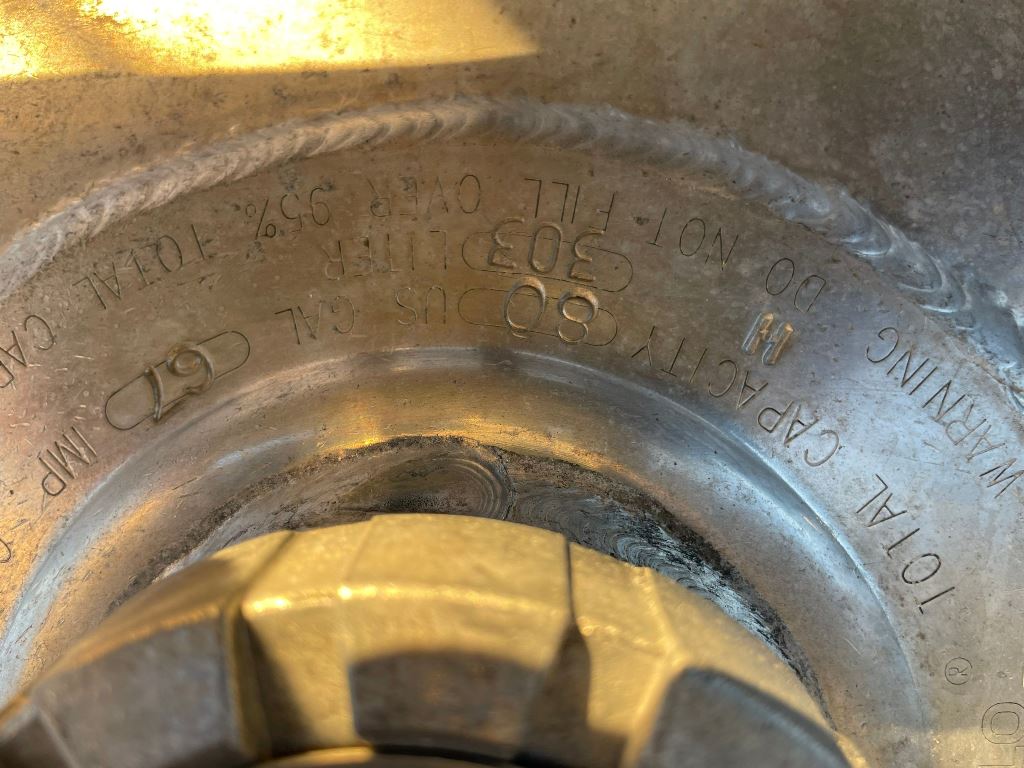 WARNING DO NOT FILL OVER 95% TOTAL
303 LITER
TOTAL CAPACITY 80 US GAL 67 IMP
®